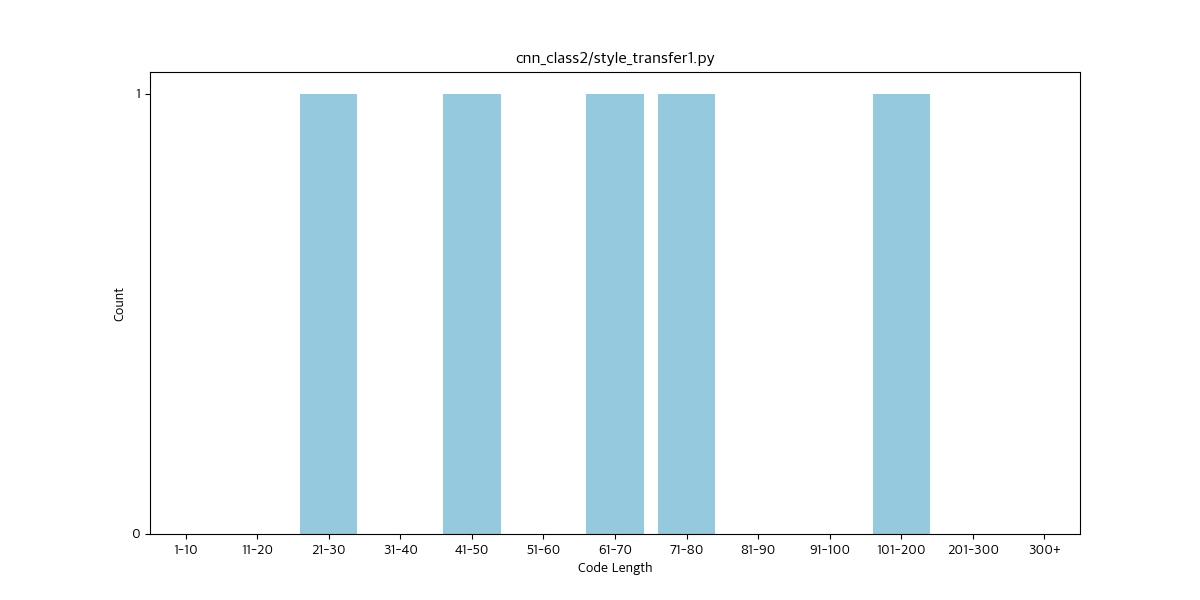 cnn_class2/style_transfer1.py
1
0
Count
1-10 11-20 21-30 31-40 41-50 51-60 61-70 71-80 81-90 91-100 101-200 201-300 300+
Code Length